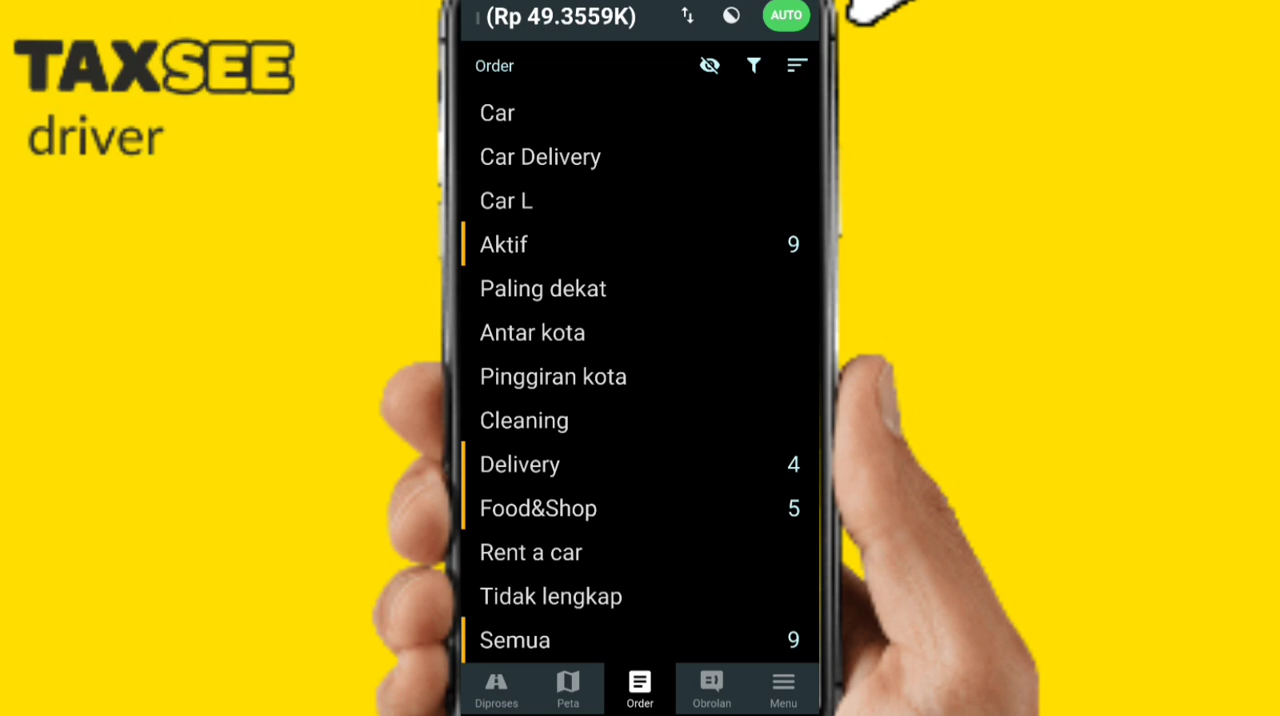 TAXSEE
driver
(Rp 49.3559K)
AUTO
Order
Car
Car Delivery
Car L
Aktif 9
Paling dekat
Antar kota
Pinggiran kota
Cleaning
Delivery 4
Food&Shop 5
Rent a car
Tidak lengkap
Semua 9
Diproses Peta Order Obrolan Menu